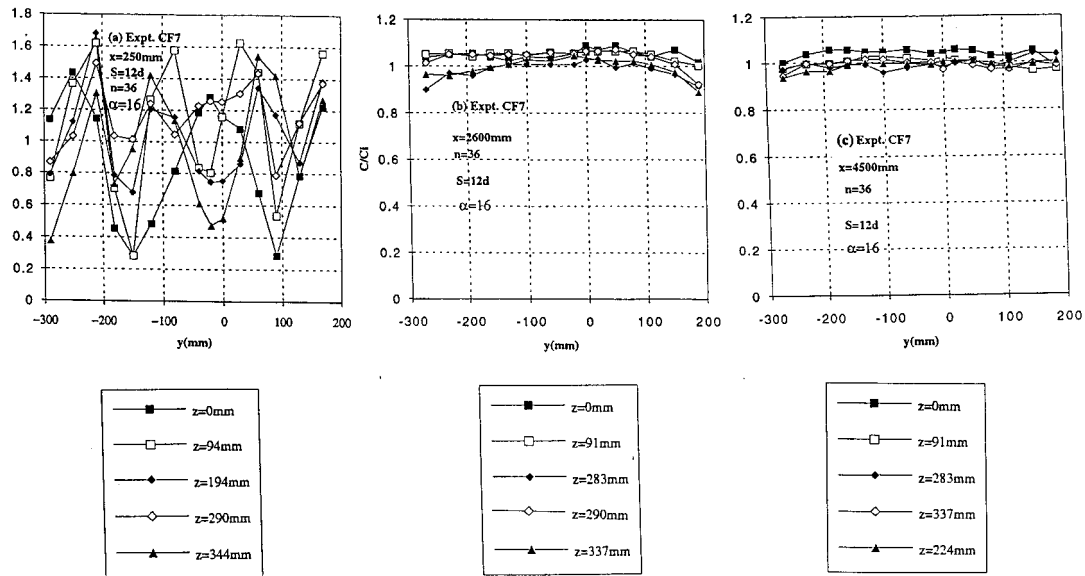 1.8
1.6
1.4
1.2
1
0.8
0.6
0.4
0.2
0
-300
-200
-100
0
100
200
y(mm)
(a) Expt. CF7
x=250mm
S=12d
n=36
α=16
z=0mm
z=94mm
z=194mm
z=290mm
z=344mm
1.2
1
0.8
0.6
0.4
0.2
0
C/Ci
-300
-200
-100
0
100
200
y(mm)
(b) Expt. CF7
x=2600mm
n=36
S=12d
α=16
z=0mm
z=91mm
z=283mm
z=290mm
z=337mm
1.2
1
0.8
0.6
0.4
0.2
0
-300
-200
-100
0
100
200
y(mm)
(c) Expt. CF7
x=4500mm
n=36
S=12d
α=16
z=0mm
z=91mm
z=283mm
z=337mm
z=224mm